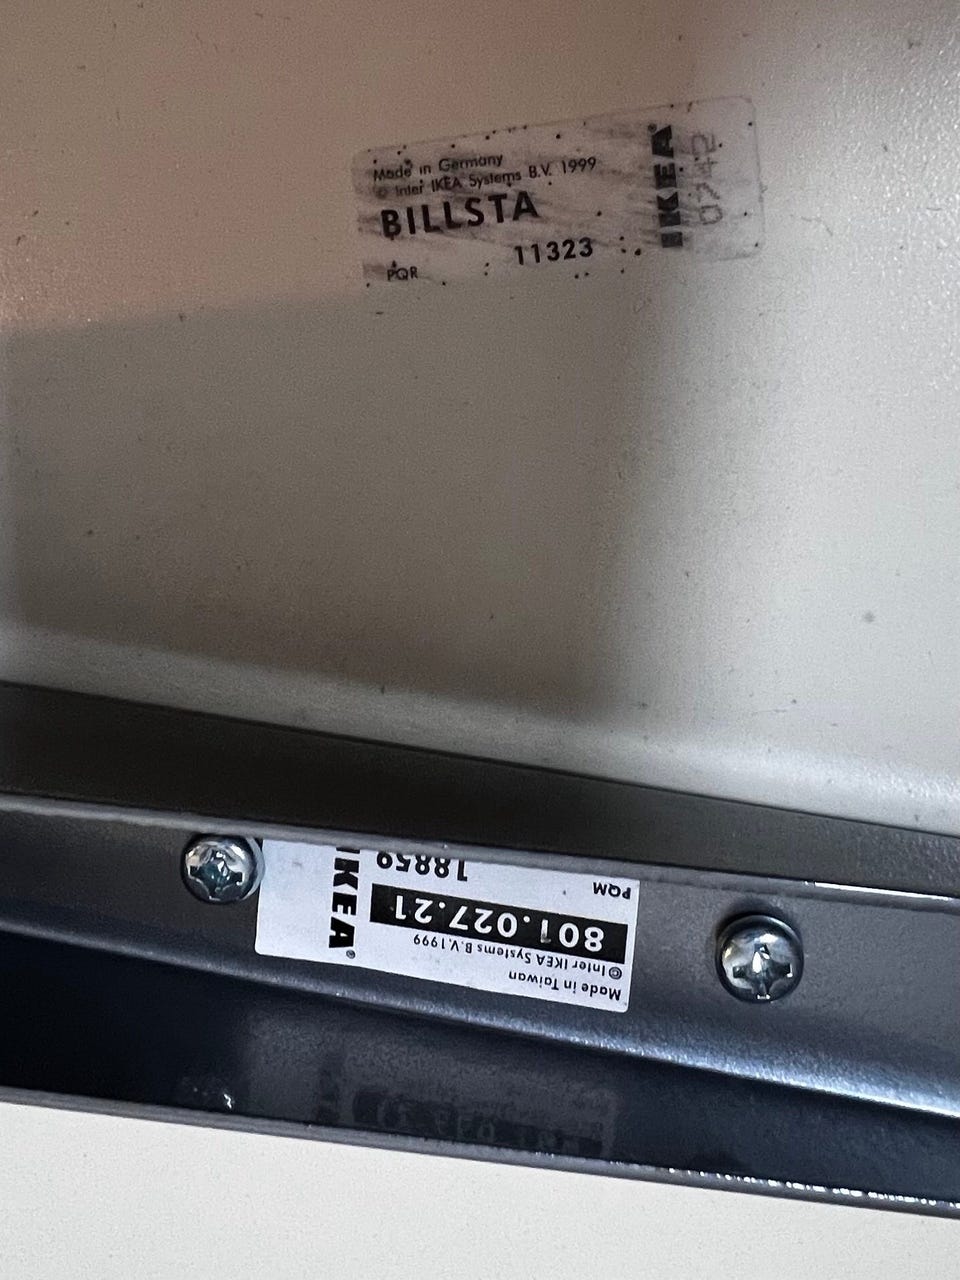 Made in Germany
© Inter IKEA Systems B.V. 1999
BILLSTA
PQR 11323
IKEA®
0742
Made in Taiwan
© Inter IKEA Systems B.V. 1999
801.027.21
PQM 18859
IKEA®